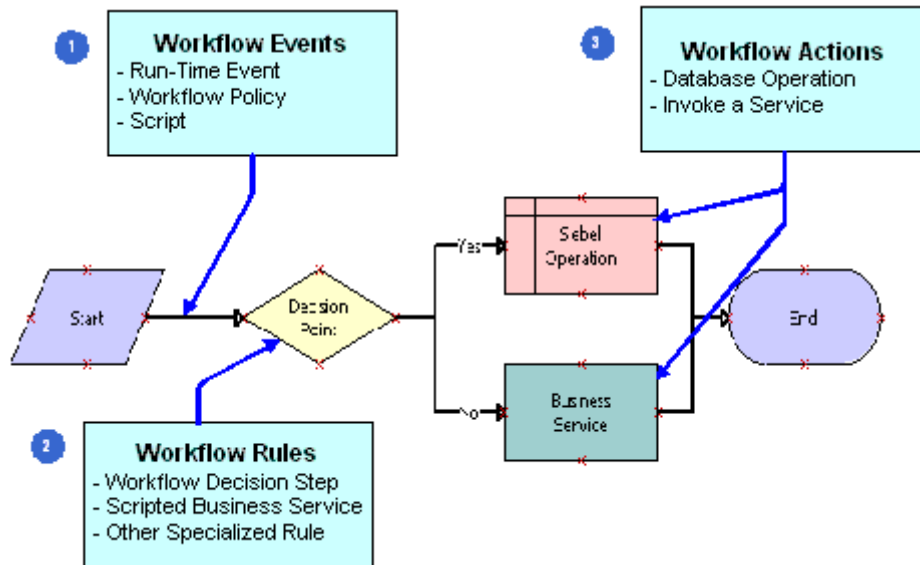 1
Workflow Events
- Run-Time Event
- Workflow Policy
- Script
3
Workflow Actions
- Database Operation
- Invoke a Service
Start
Decision
Point
Yes
Sebel
Operation
No
Business
Service
End
2
Workflow Rules
- Workflow Decision Step
- Scripted Business Service
- Other Specialized Rule